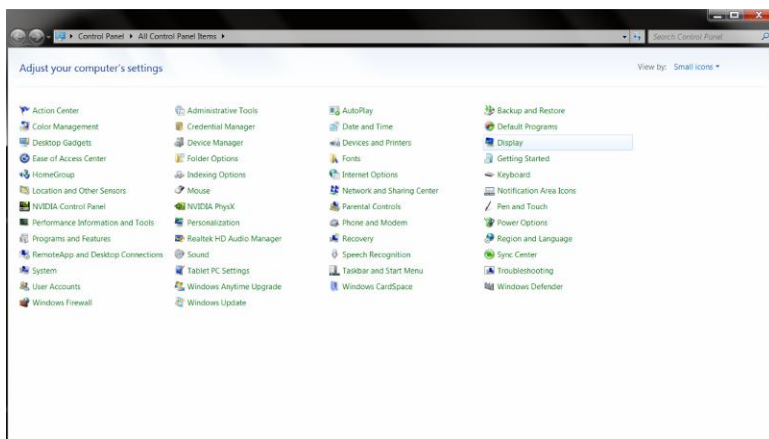 Control Panel ▸ All Control Panel Items ▸
Search Control Panel
Adjust your computer's settings
View by: Small icons
Action Center Administrative Tools AutoPlay Backup and Restore
Color Management Credential Manager Date and Time Default Programs
Desktop Gadgets Device Manager Devices and Printers Display
Ease of Access Center Folder Options Fonts Getting Started
HomeGroup Indexing Options Internet Options Keyboard
Location and Other Sensors Mouse Network and Sharing Center Notification Area Icons
NVIDIA Control Panel NVIDIA PhysX Parental Controls Pen and Touch
Performance Information and Tools Personalization Phone and Modem Power Options
Programs and Features Realtek HD Audio Manager Recovery Region and Language
RemoteApp and Desktop Connections Sound Speech Recognition Sync Center
System Tablet PC Settings Taskbar and Start Menu Troubleshooting
User Accounts Windows Anytime Upgrade Windows CardSpace Windows Defender
Windows Firewall Windows Update